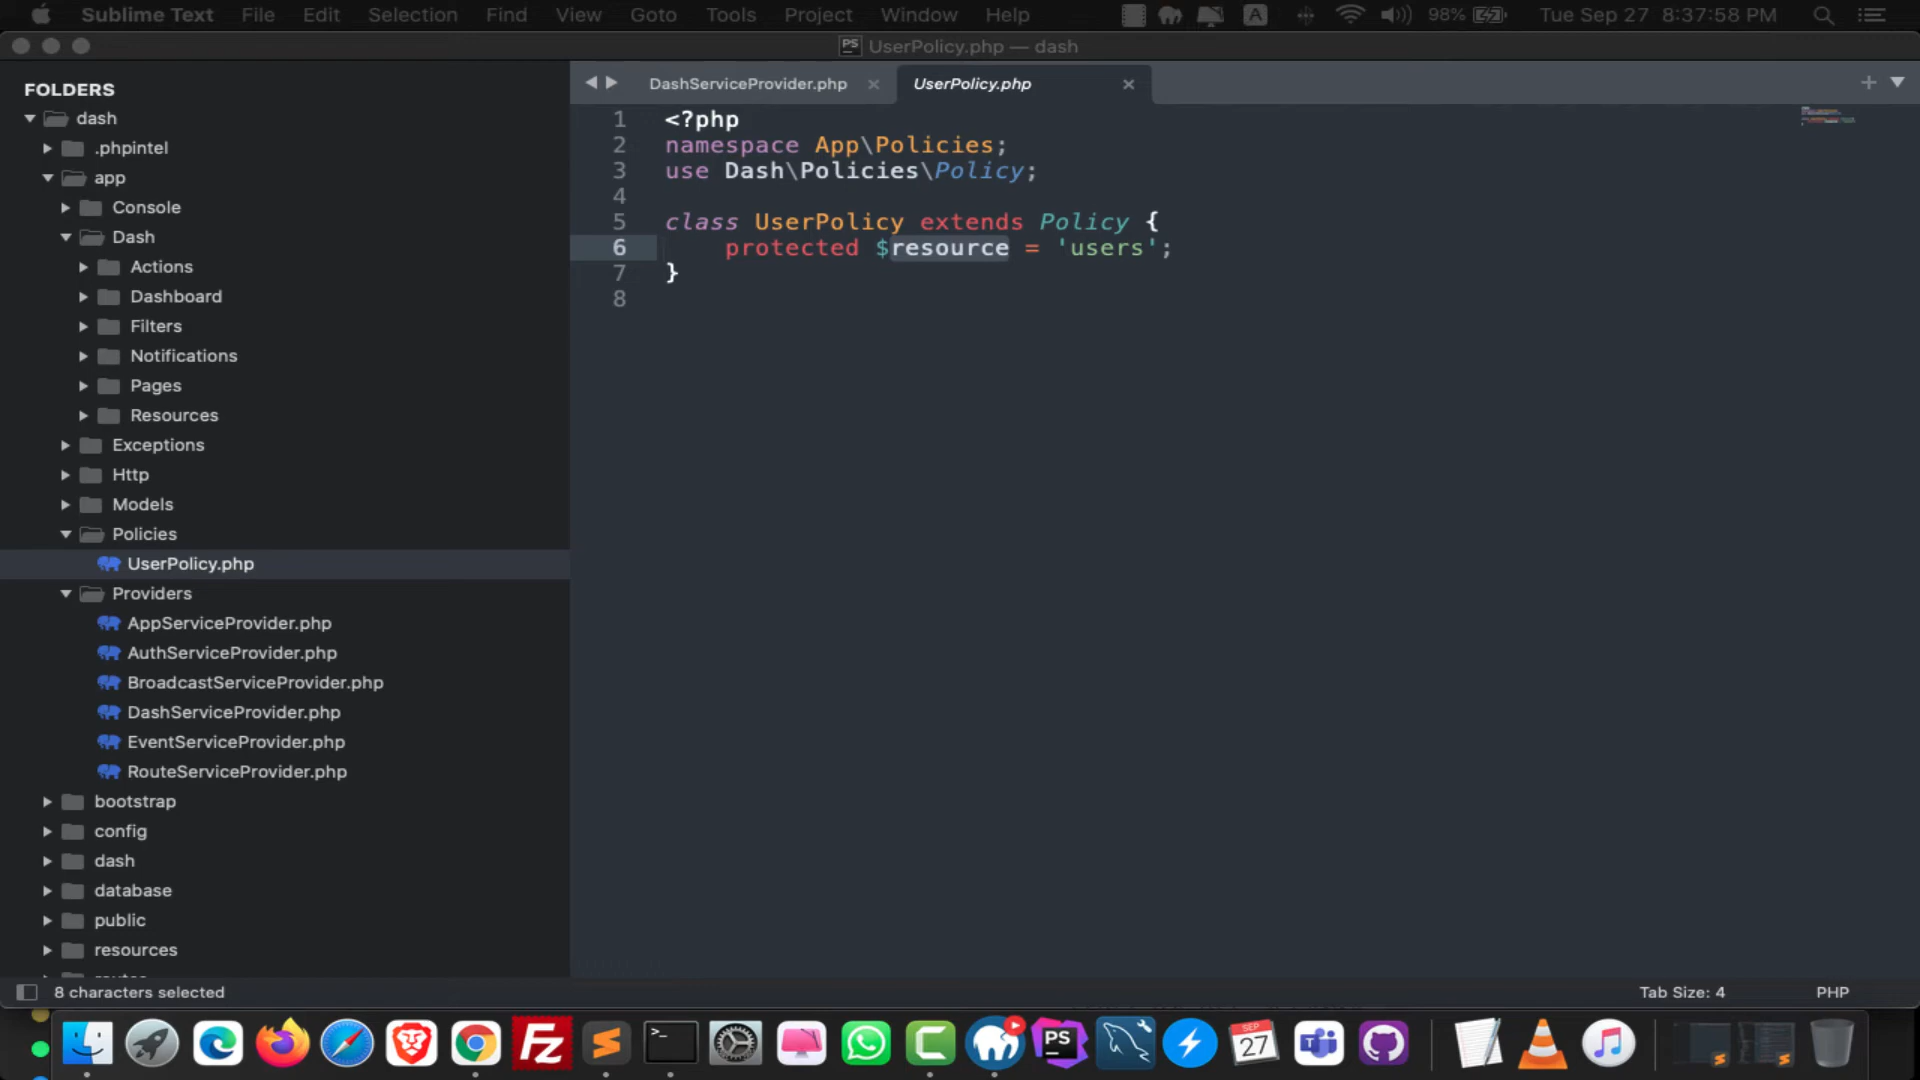 Sublime Text File Edit Selection Find View Goto Tools Project Window Help A 98% Tue Sep 27 8:37:58 PM
PS UserPolicy.php — dash
FOLDERS
dash
.phpintel
app
Console
Dash
Actions
Dashboard
Filters
Notifications
Pages
Resources
Exceptions
Http
Models
Policies
UserPolicy.php
Providers
AppServiceProvider.php
AuthServiceProvider.php
BroadcastServiceProvider.php
DashServiceProvider.php
EventServiceProvider.php
RouteServiceProvider.php
bootstrap
config
dash
database
public
resources
DashServiceProvider.php × UserPolicy.php ×
1 <?php
2 namespace App\Policies;
3 use Dash\Policies\Policy;
4
5 class UserPolicy extends Policy {
6 protected $resource = 'users';
7 }
8
8 characters selected Tab Size: 4 PHP
Fz >_ PS SEP 27